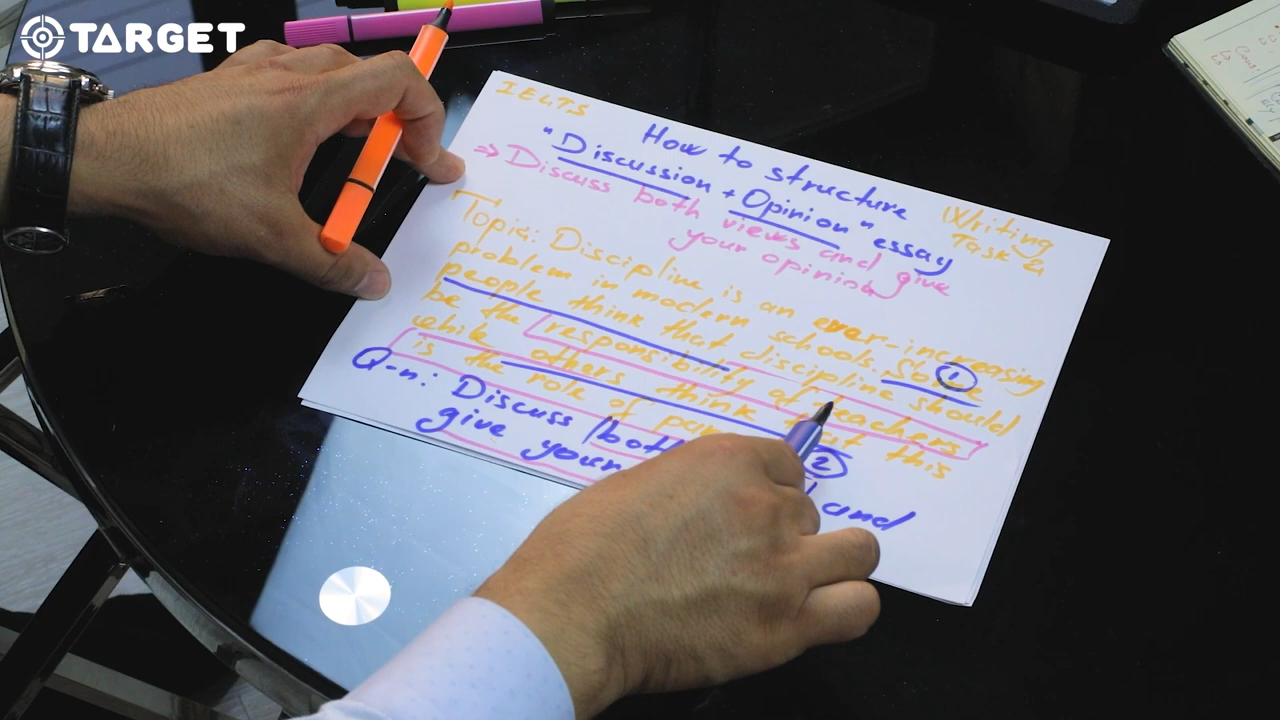 TARGET
IELTS
How to structure
"Discussion + Opinion" essay
Writing
Task 2
⇒ Discuss both views and give
your opinion
Topic: Discipline is an ever-increasing
problem in modern schools. Some ①
people think that discipline should
be the responsibility of teachers
while others think that this ②
is the role of
Q-n: Discuss both and
give your